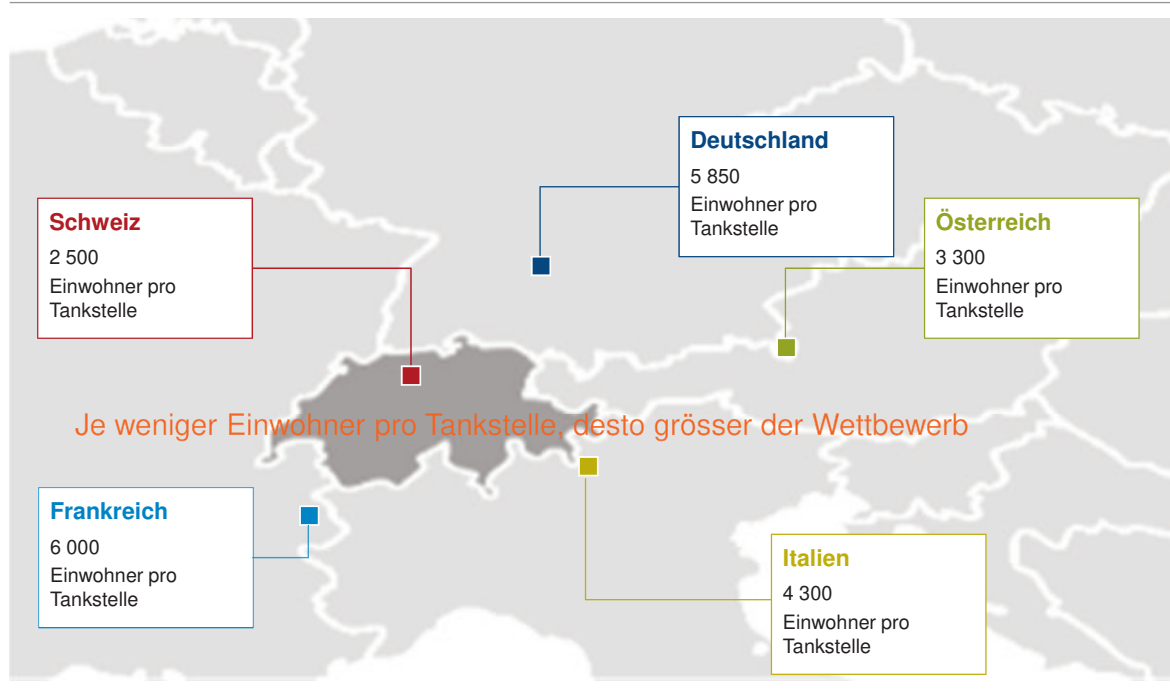 Deutschland
5 850
Einwohner pro
Tankstelle
Schweiz
2 500
Einwohner pro
Tankstelle
Österreich
3 300
Einwohner pro
Tankstelle
Je weniger Einwohner pro Tankstelle, desto grösser der Wettbewerb
Frankreich
6 000
Einwohner pro
Tankstelle
Italien
4 300
Einwohner pro
Tankstelle